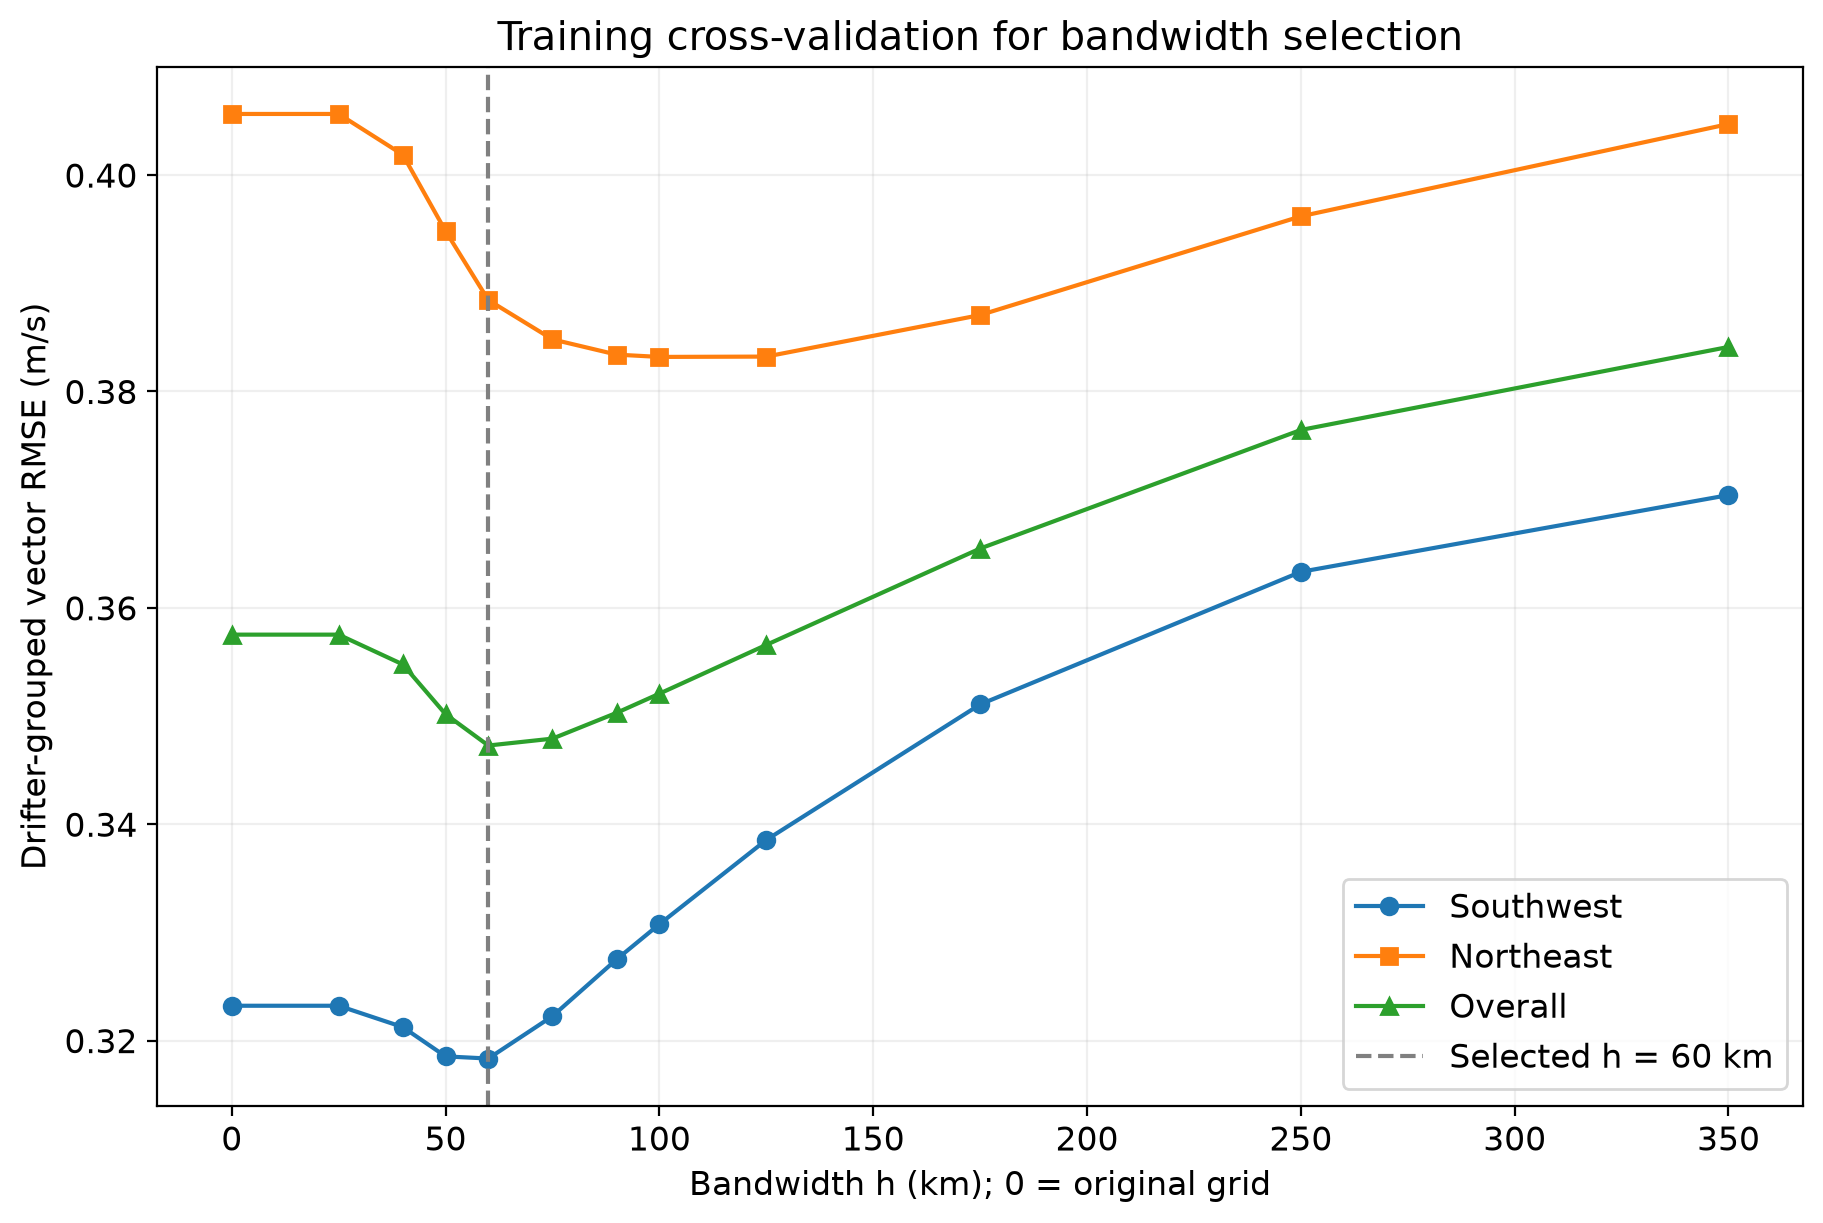 Training cross-validation for bandwidth selection
Drifter-grouped vector RMSE (m/s)
0.40
0.38
0.36
0.34
0.32
Southwest
Northeast
Overall
Selected h = 60 km
0 50 100 150 200 250 300 350
Bandwidth h (km); 0 = original grid